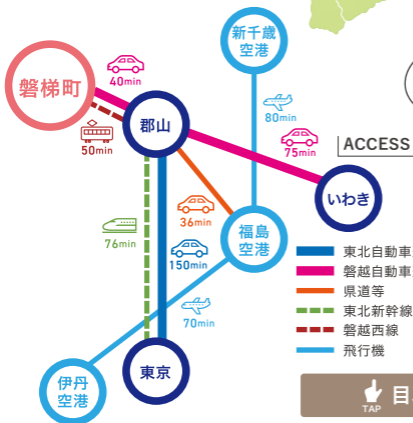 新千歳
空港
40min
磐梯町
郡山
80min
50min
75min
ACCESS
いわき
36min
福島
空港
76min
150min
東北自動車
磐越自動車
県道等
東北新幹線
磐越西線
飛行機
70min
東京
伊丹
空港
目
TAP